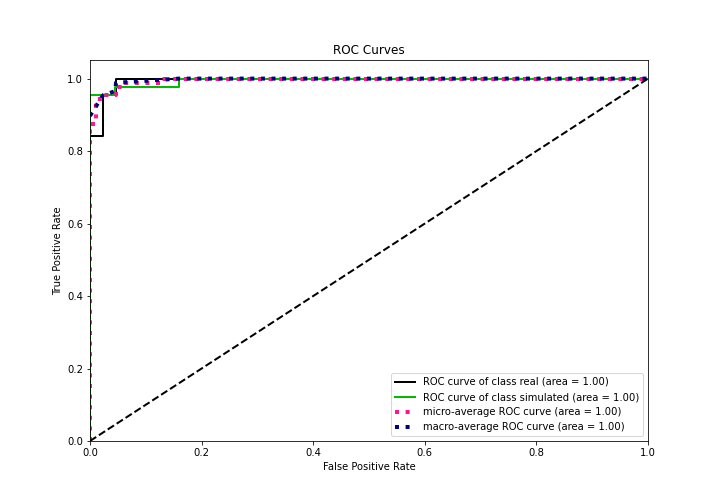 ROC Curves
True Positive Rate
1.0
0.8
0.6
0.4
0.2
0.0
0.0 0.2 0.4 0.6 0.8 1.0
False Positive Rate
ROC curve of class real (area = 1.00)
ROC curve of class simulated (area = 1.00)
micro-average ROC curve (area = 1.00)
macro-average ROC curve (area = 1.00)